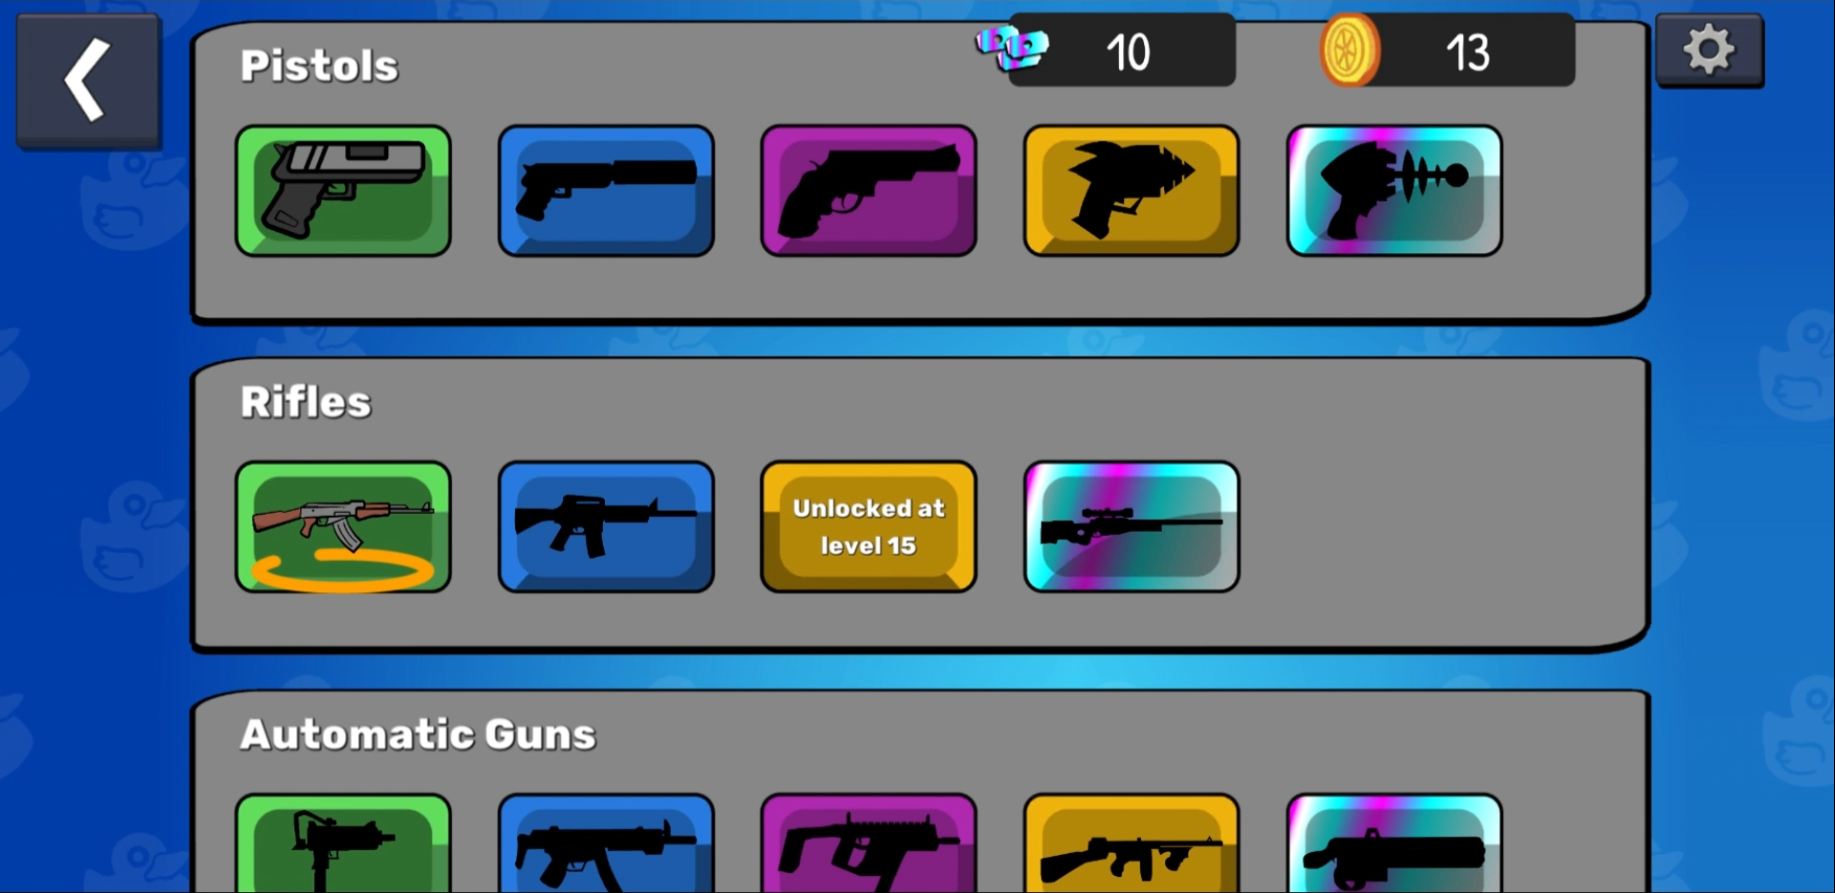 Pistols
10
13
Rifles
Unlocked at
level 15
Automatic Guns